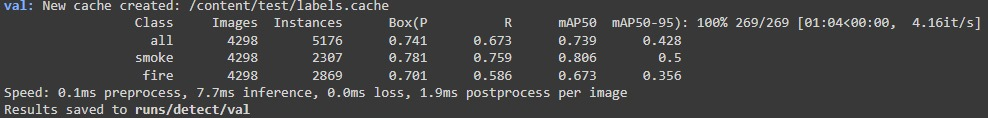 val: New cache created: /content/test/labels.cache
Class Images Instances Box(P R mAP50 mAP50-95): 100% 269/269 [01:04<00:00, 4.16it/s]
all 4298 5176 0.741 0.673 0.739 0.428
smoke 4298 2307 0.781 0.759 0.806 0.5
fire 4298 2869 0.701 0.586 0.673 0.356
Speed: 0.1ms preprocess, 7.7ms inference, 0.0ms loss, 1.9ms postprocess per image
Results saved to runs/detect/val